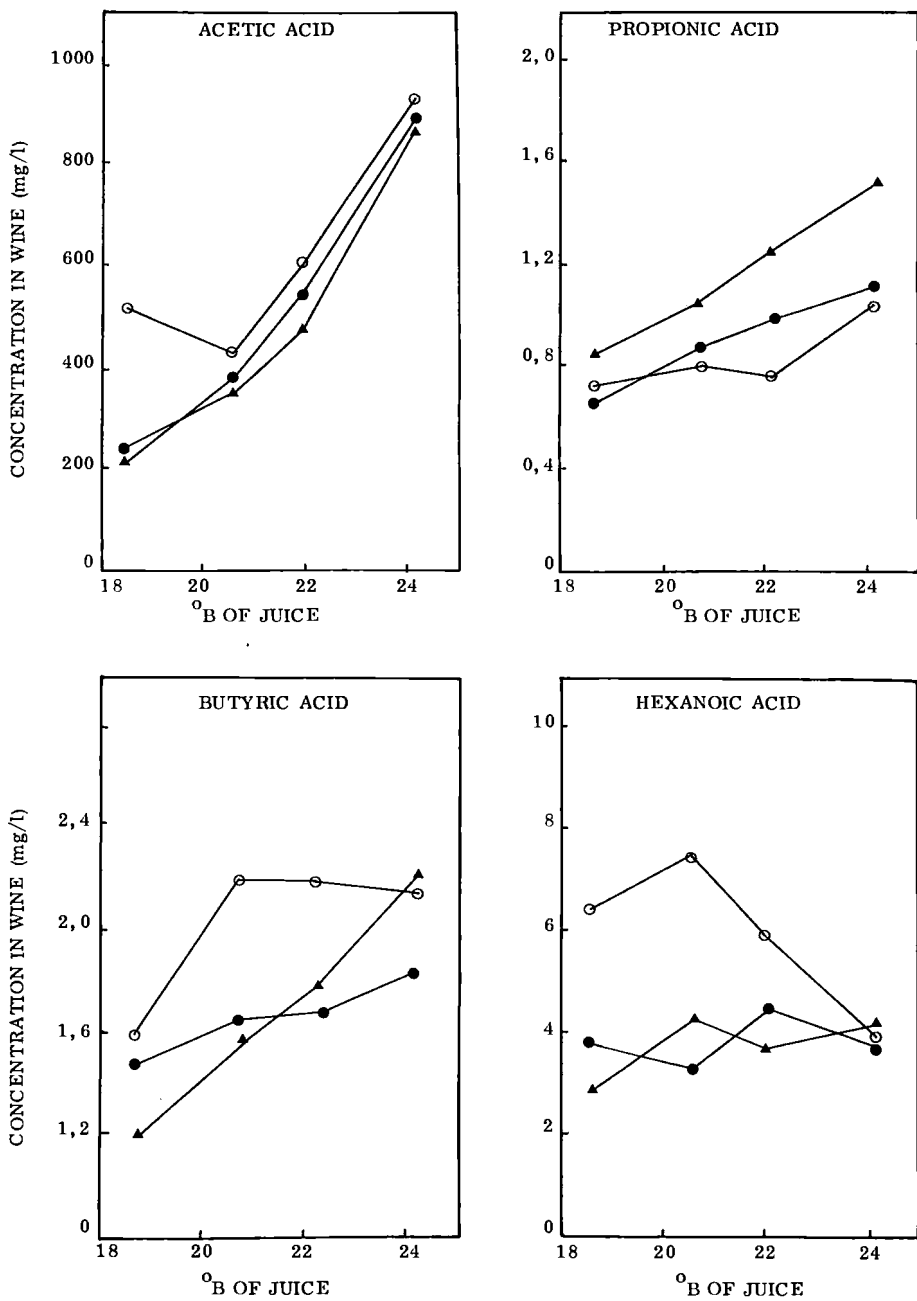 ACETIC ACID
CONCENTRATION IN WINE (mg/l)
1000
800
600
400
200
0
18 20 22 24
°B OF JUICE
PROPIONIC ACID
2,0
1,6
1,2
0,8
0,4
0
18 20 22 24
°B OF JUICE
BUTYRIC ACID
CONCENTRATION IN WINE (mg/l)
2,4
2,0
1,6
1,2
0
18 20 22 24
°B OF JUICE
HEXANOIC ACID
10
8
6
4
2
0
18 20 22 24
°B OF JUICE